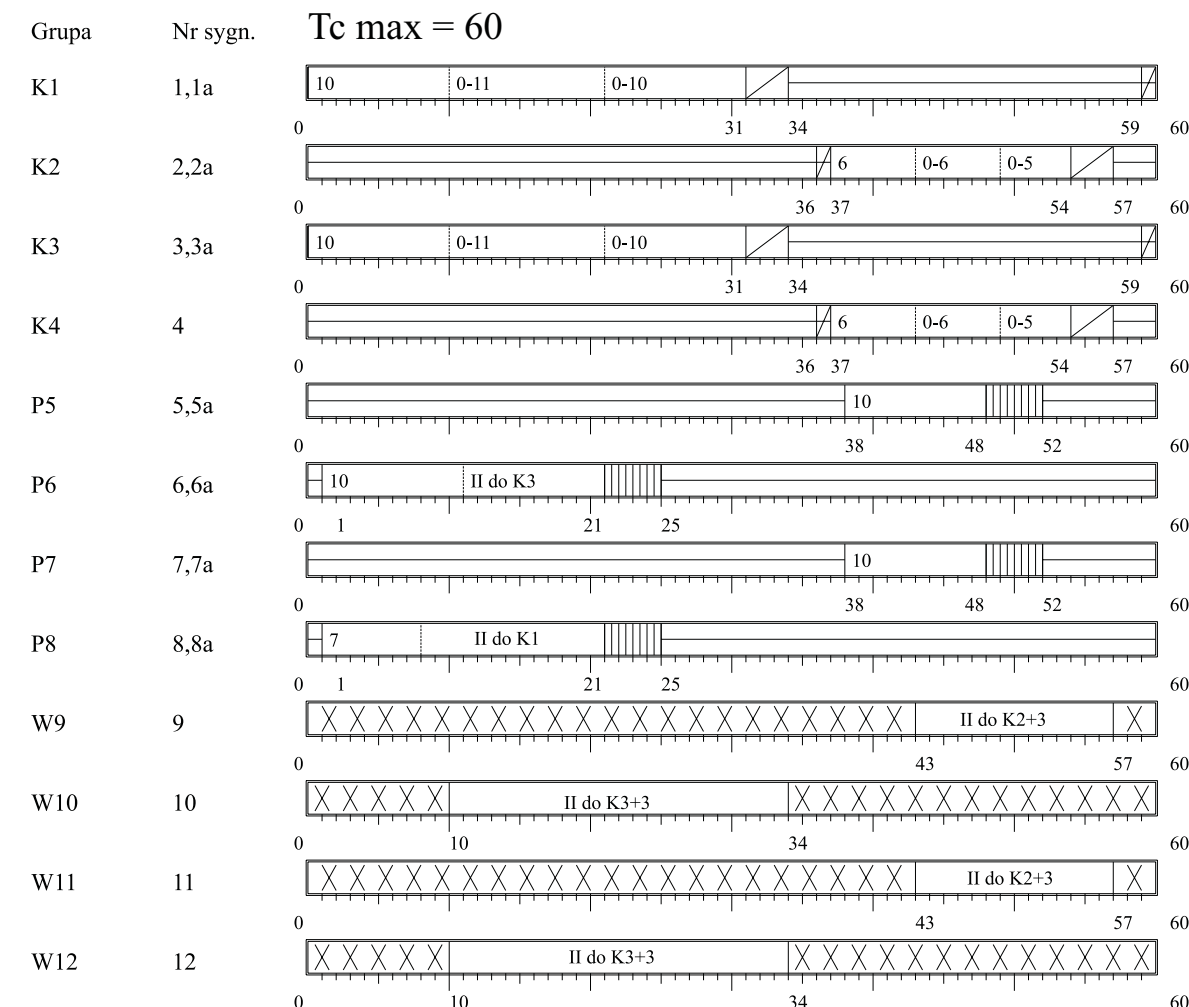 Grupa Nr sygn. Tc max = 60
K1 1,1a 10 0-11 0-10
0 31 34 59 60
K2 2,2a 6 0-6 0-5
0 36 37 54 57 60
K3 3,3a 10 0-11 0-10
0 31 34 59 60
K4 4 6 0-6 0-5
0 36 37 54 57 60
P5 5,5a 10
0 38 48 52 60
P6 6,6a 10 II do K3
0 1 21 25 60
P7 7,7a 10
0 38 48 52 60
P8 8,8a 7 II do K1
0 1 21 25 60
W9 9 II do K2+3
0 43 57 60
W10 10 II do K3+3
0 10 34 60
W11 11 II do K2+3
0 43 57 60
W12 12 II do K3+3
0 10 34 60